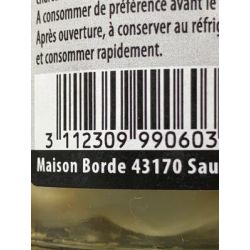 A consommer de préférence avant le
Après ouverture, à conserver au réfrig
et consommer rapidement.
3 112309 990603
Maison Borde 43170 Sau